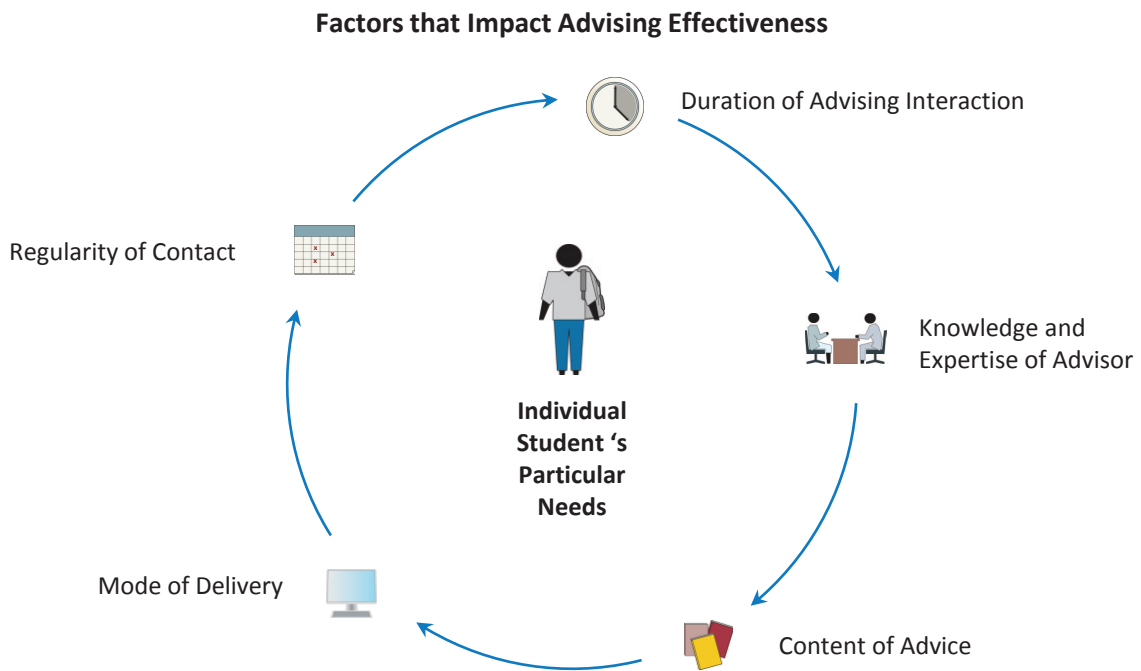 Factors that Impact Advising Effectiveness
Duration of Advising Interaction
Regularity of Contact
Knowledge and
Expertise of Advisor
Individual
Student ‘s
Particular
Needs
Mode of Delivery
Content of Advice